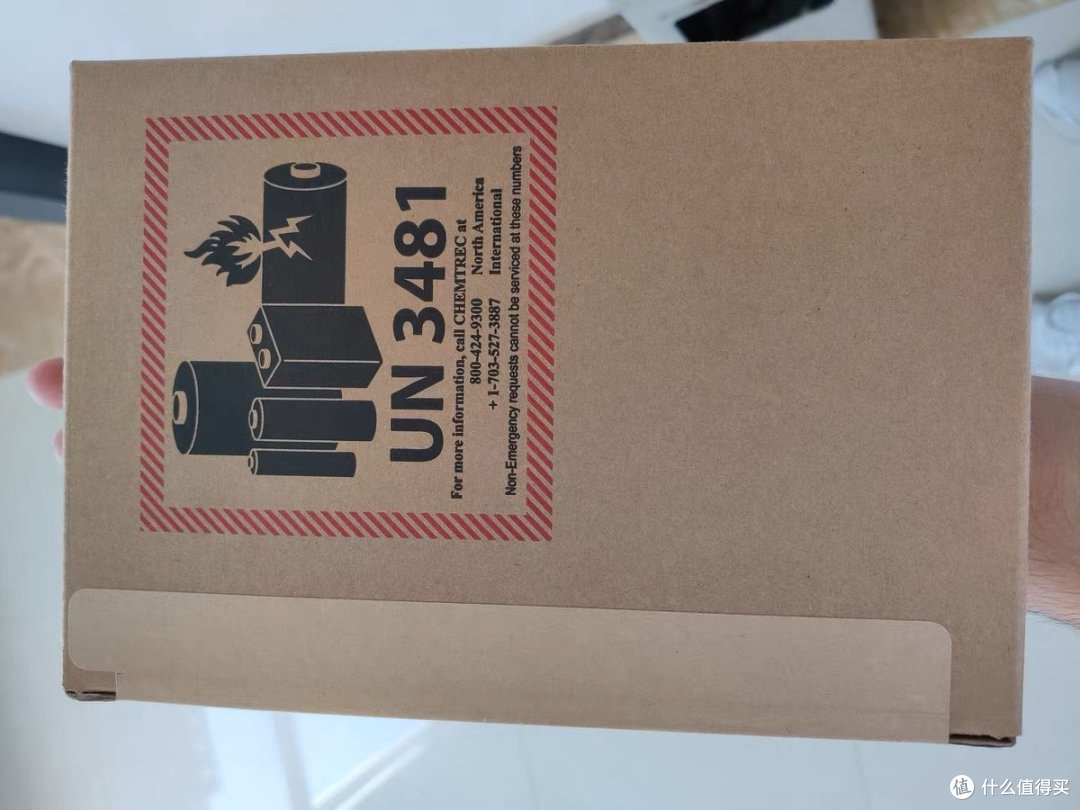 UN 3481
For more information, call CHEMTREC at
800-424-9300 North America
+ 1-703-527-3887 International
Non-Emergency requests cannot be serviced at these numbers
值 什么值得买